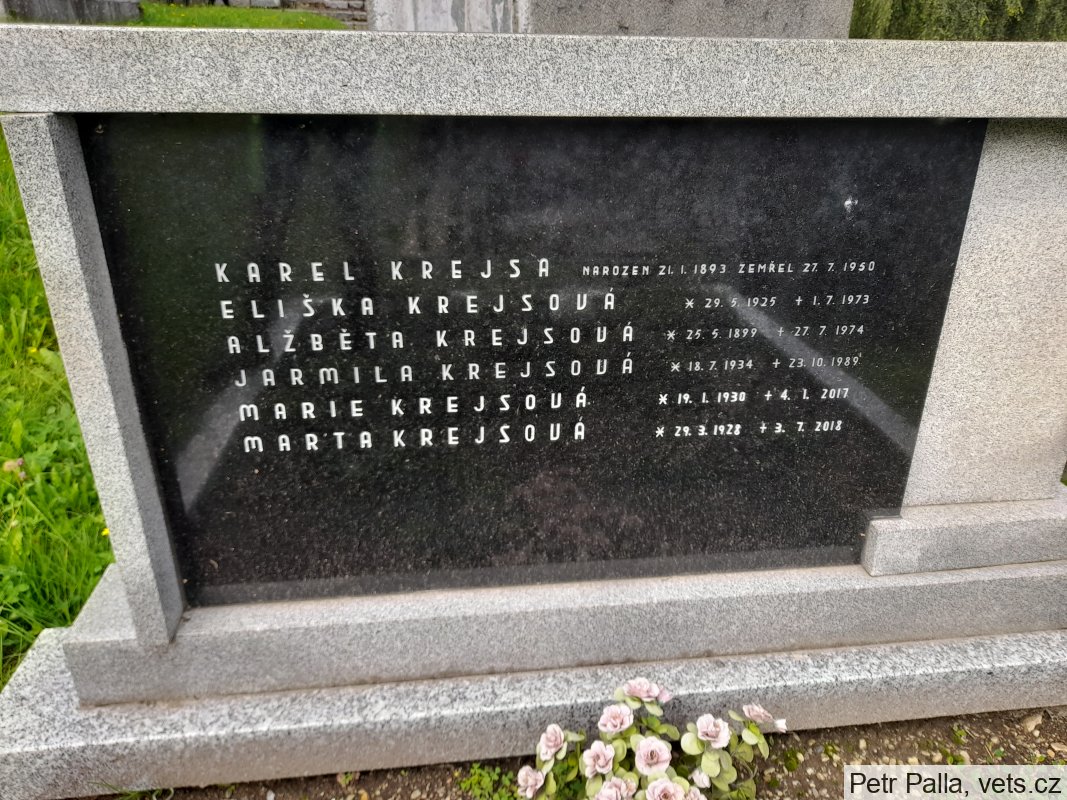 KAREL KREJSA NAROZEN 21. 1. 1893 ZEMŘEL 27. 7. 1950
ELIŠKA KREJSOVÁ * 29. 5. 1925 † 1. 7. 1973
ALŽBĚTA KREJSOVÁ * 25. 5. 1899 † 27. 7. 1974
JARMILA KREJSOVÁ * 18. 7. 1934 † 23. 10. 1989
MARIE KREJSOVÁ * 19. 1. 1930 † 4. 1. 2017
MARTA KREJSOVÁ * 29. 3. 1928 † 3. 7. 2018
Petr Palla, vets.cz